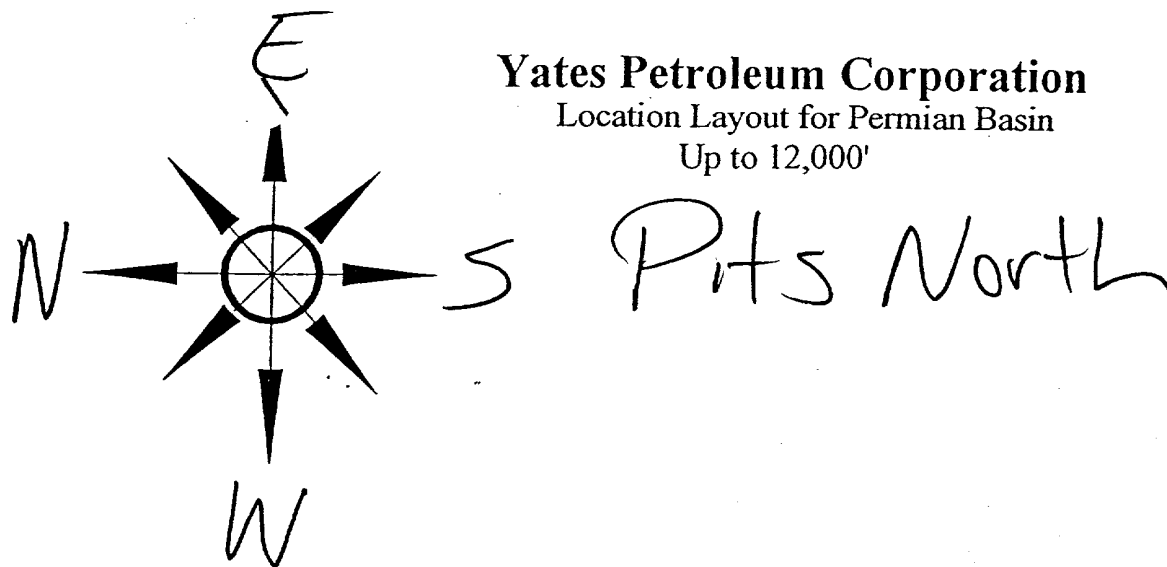 E
Yates Petroleum Corporation
Location Layout for Permian Basin
Up to 12,000'
N
S
Pits North
W